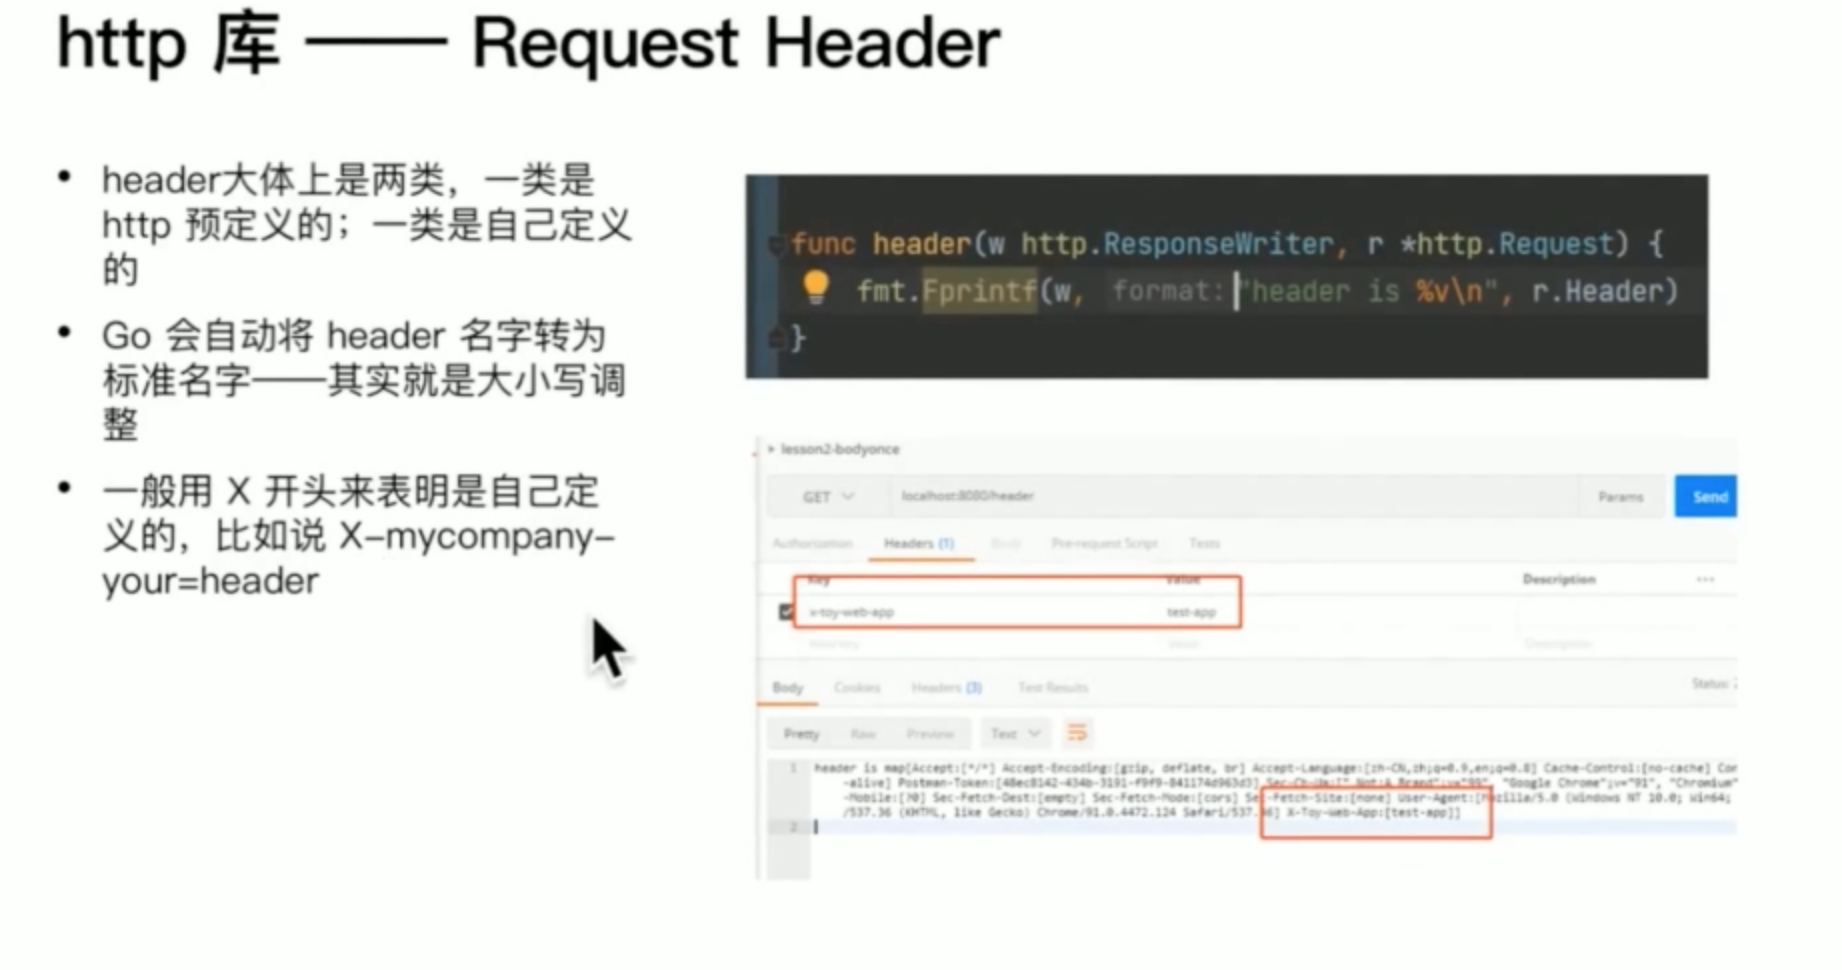 http 库 —— Request Header
• header大体上是两类，一类是
http 预定义的；一类是自己定义
的
• Go 会自动将 header 名字转为
标准名字——其实就是大小写调
整
• 一般用 X 开头来表明是自己定
义的，比如说 X-mycompany-
your=header
func header(w http.ResponseWriter, r *http.Request) {
fmt.Fprintf(w, format: "header is %v\n", r.Header)
}
lesson2-bodyonce
GET localhost:8080/header Params Send
Authorization Headers (1) Body Pre-request Script Tests
Key Value Description
x-toy-web-app test-app
Body Cookies Headers (3) Test Results Status:
Pretty Raw Preview Text
1 header is map[Accept:[*/*] Accept-Encoding:[gzip, deflate, br] Accept-Language:[zh-CN,zh;q=0.9,en;q=0.8] Cache-Control:[no-cache] Con
-alive] Postman-Token: "Google Chrome";v="91", "Chromium"
-Mobile:[?0] Sec-Fetch-Dest:[empty] Sec-Fetch-Mode:[cors] Sec-Fetch-Site:[none] User-Agent:[Mozilla/5.0 (Windows NT 10.0; Win64;
/537.36 (KHTML, like Gecko) Chrome/91.0.4472.124 Safari/537.36] X-Toy-Web-App:[test-app]]
2